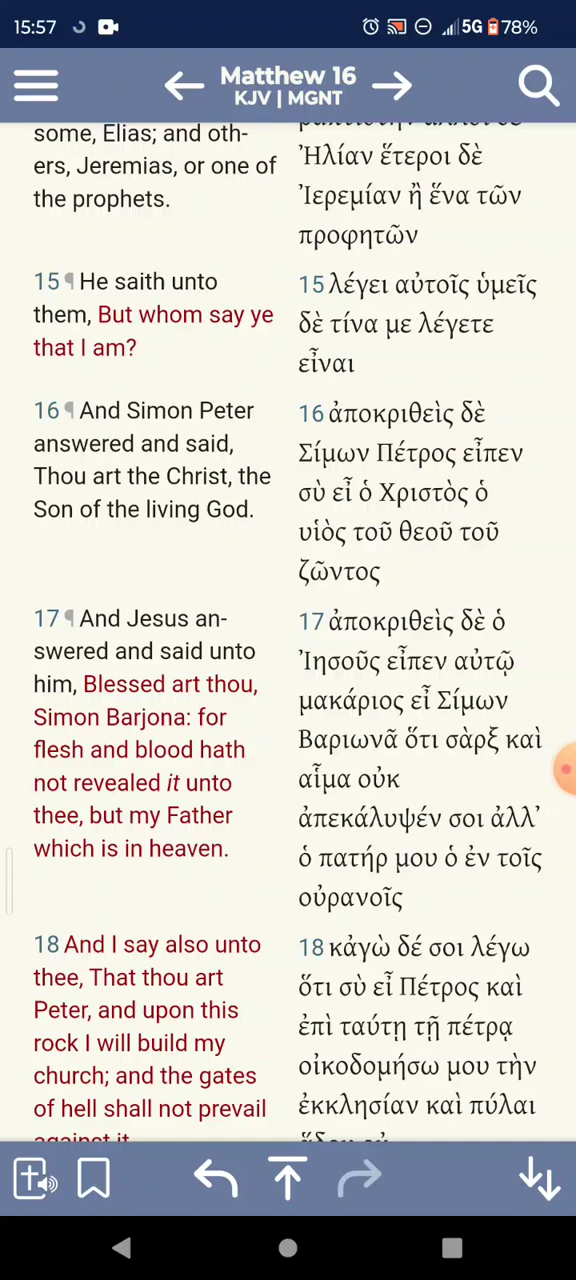 15:57
5G 78%
Matthew 16
KJV | MGNT
some, Elias; and oth-
ers, Jeremias, or one of
the prophets.
15 ¶ He saith unto
them, But whom say ye
that I am?
16 ¶ And Simon Peter
answered and said,
Thou art the Christ, the
Son of the living God.
17 ¶ And Jesus an-
swered and said unto
him, Blessed art thou,
Simon Barjona: for
flesh and blood hath
not revealed it unto
thee, but my Father
which is in heaven.
18 And I say also unto
thee, That thou art
Peter, and upon this
rock I will build my
church; and the gates
of hell shall not prevail
against it
Ἠλίαν ἕτεροι δὲ
Ἰερεμίαν ἢ ἕνα τῶν
προφητῶν
15 λέγει αὐτοῖς ὑμεῖς
δὲ τίνα με λέγετε
εἶναι
16 ἀποκριθεὶς δὲ
Σίμων Πέτρος εἶπεν
σὺ εἶ ὁ Χριστὸς ὁ
υἱὸς τοῦ θεοῦ τοῦ
ζῶντος
17 ἀποκριθεὶς δὲ ὁ
Ἰησοῦς εἶπεν αὐτῷ
μακάριος εἶ Σίμων
Βαριωνᾶ ὅτι σὰρξ καὶ
αἷμα οὐκ
ἀπεκάλυψέν σοι ἀλλ’
ὁ πατήρ μου ὁ ἐν τοῖς
οὐρανοῖς
18 κἀγὼ δέ σοι λέγω
ὅτι σὺ εἶ Πέτρος καὶ
ἐπὶ ταύτῃ τῇ πέτρᾳ
οἰκοδομήσω μου τὴν
ἐκκλησίαν καὶ πύλαι